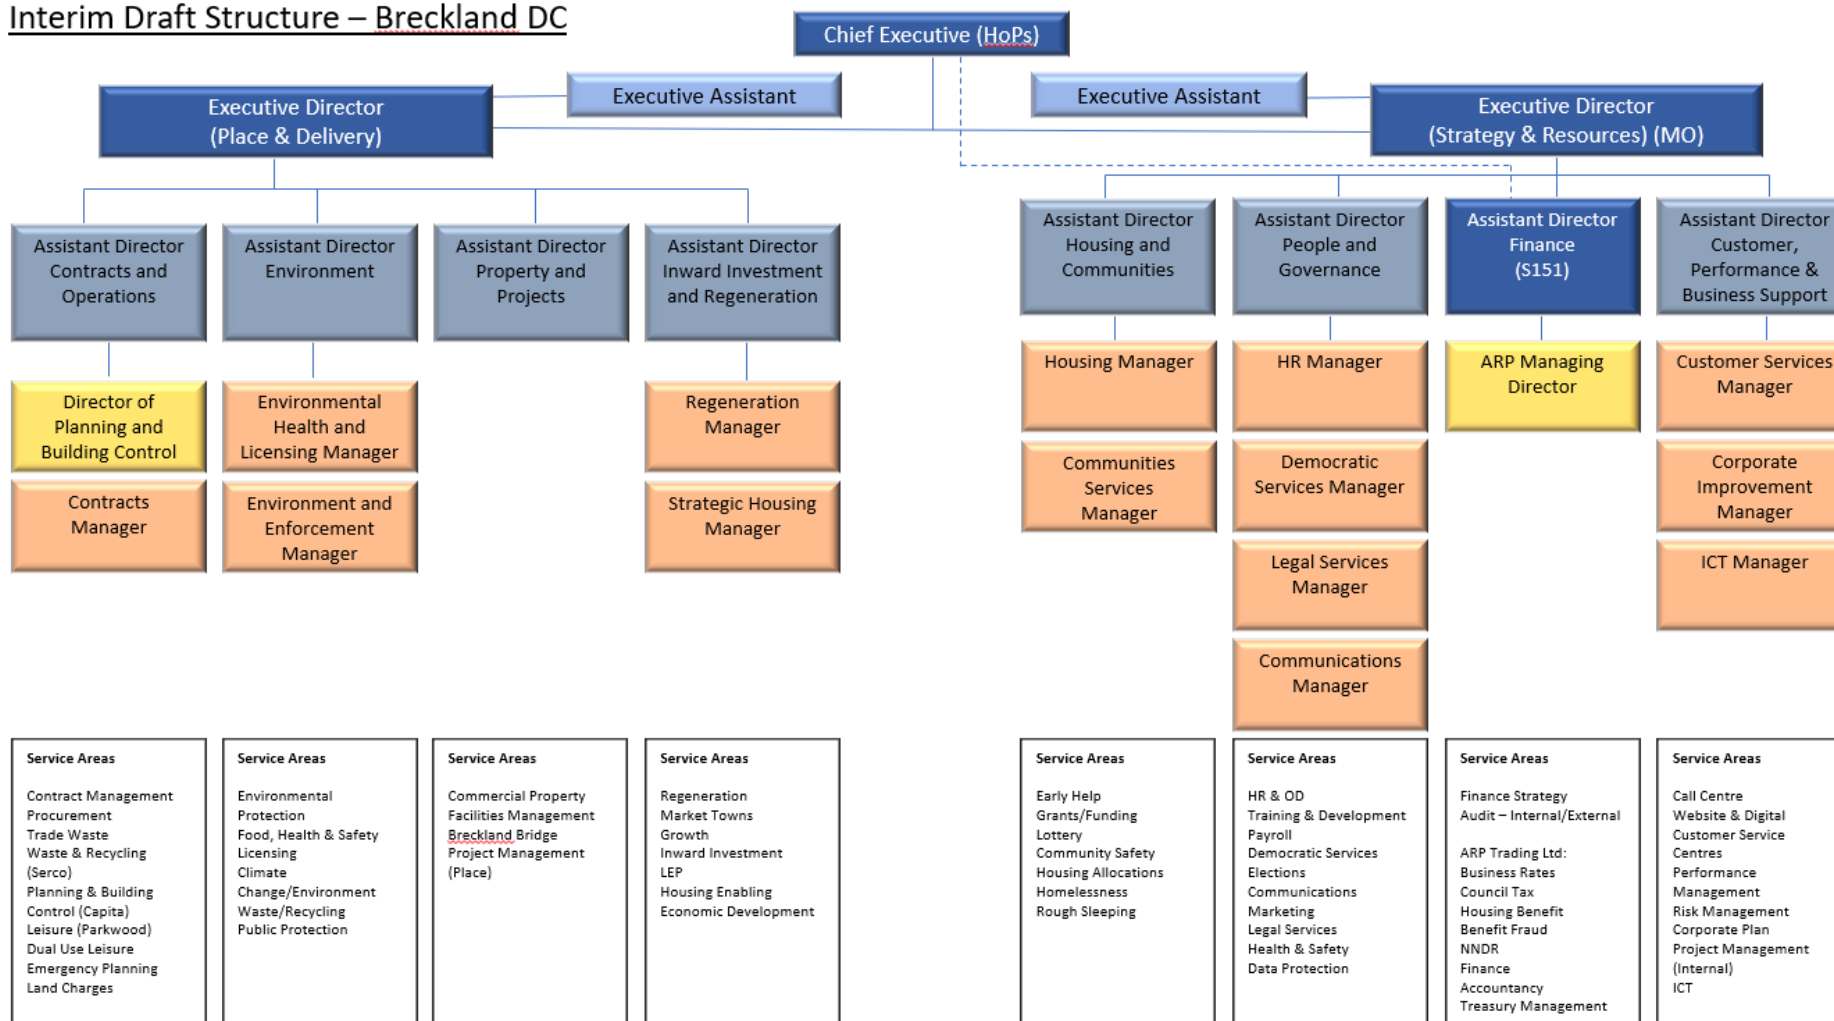 Interim Draft Structure – Breckland DC
Chief Executive (HoPs)
Executive Assistant
Executive Assistant
Executive Director
(Place & Delivery)
Executive Director
(Strategy & Resources) (MO)
Assistant Director
Contracts and
Operations
Assistant Director
Environment
Assistant Director
Property and
Projects
Assistant Director
Inward Investment
and Regeneration
Assistant Director
Housing and
Communities
Assistant Director
People and
Governance
Assistant Director
Finance
(S151)
Assistant Director
Customer,
Performance &
Business Support
Director of
Planning and
Building Control
Contracts
Manager
Environmental
Health and
Licensing Manager
Environment and
Enforcement
Manager
Regeneration
Manager
Strategic Housing
Manager
Housing Manager
Communities
Services
Manager
HR Manager
Democratic
Services Manager
Legal Services
Manager
Communications
Manager
ARP Managing
Director
Customer Services
Manager
Corporate
Improvement
Manager
ICT Manager
Service Areas
Contract Management
Procurement
Trade Waste
Waste & Recycling
(Serco)
Planning & Building
Control (Capita)
Leisure (Parkwood)
Dual Use Leisure
Emergency Planning
Land Charges
Service Areas
Environmental
Protection
Food, Health & Safety
Licensing
Climate
Change/Environment
Waste/Recycling
Public Protection
Service Areas
Commercial Property
Facilities Management
Breckland Bridge
Project Management
(Place)
Service Areas
Regeneration
Market Towns
Growth
Inward Investment
LEP
Housing Enabling
Economic Development
Service Areas
Early Help
Grants/Funding
Lottery
Community Safety
Housing Allocations
Homelessness
Rough Sleeping
Service Areas
HR & OD
Training & Development
Payroll
Democratic Services
Elections
Communications
Marketing
Legal Services
Health & Safety
Data Protection
Service Areas
Finance Strategy
Audit – Internal/External
ARP Trading Ltd:
Business Rates
Council Tax
Housing Benefit
Benefit Fraud
NNDR
Finance
Accountancy
Treasury Management
Service Areas
Call Centre
Website & Digital
Customer Service
Centres
Performance
Management
Risk Management
Corporate Plan
Project Management
(Internal)
ICT